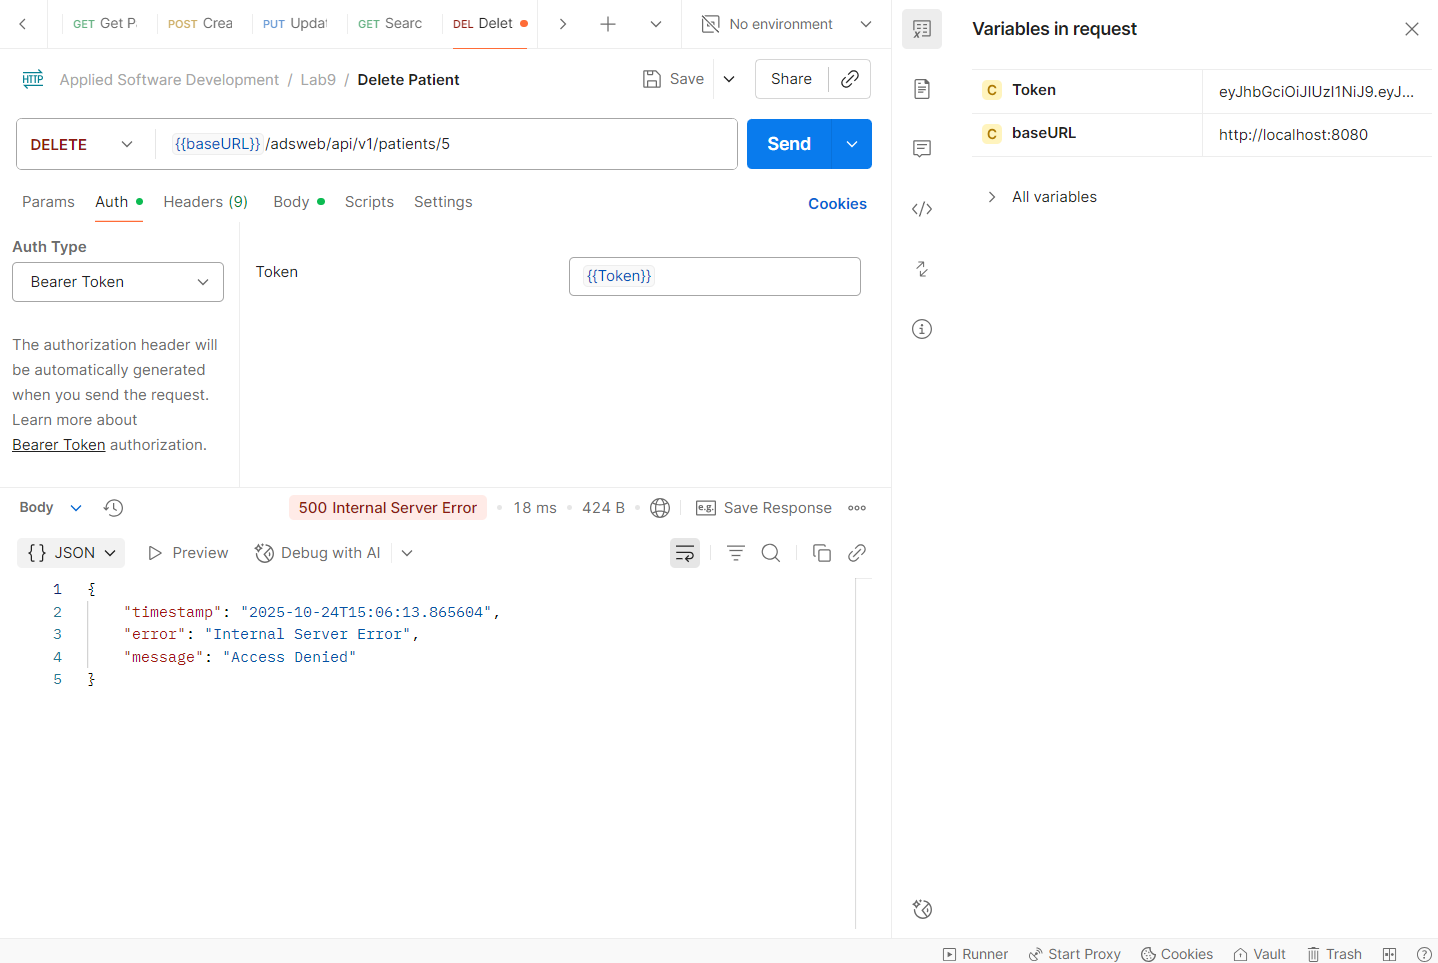 GET Get P
POST Crea
PUT Updat
GET Searc
DEL Delet
No environment
HTTP Applied Software Development / Lab9 / Delete Patient
Save
Share
DELETE
{{baseURL}}/adsweb/api/v1/patients/5
Send
Params
Auth
Headers (9)
Body
Scripts
Settings
Cookies
Auth Type
Bearer Token
The authorization header will
be automatically generated
when you send the request.
Learn more about
Bearer Token authorization.
Token
{{Token}}
Body
500 Internal Server Error
18 ms
424 B
e.g. Save Response
{} JSON
Preview
Debug with AI
1 {
2 "timestamp": "2025-10-24T15:06:13.865604",
3 "error": "Internal Server Error",
4 "message": "Access Denied"
5 }
Variables in request
C Token eyJhbGciOiJIUzI1NiJ9.eyJ...
C baseURL http://localhost:8080
All variables
Runner
Start Proxy
Cookies
Vault
Trash